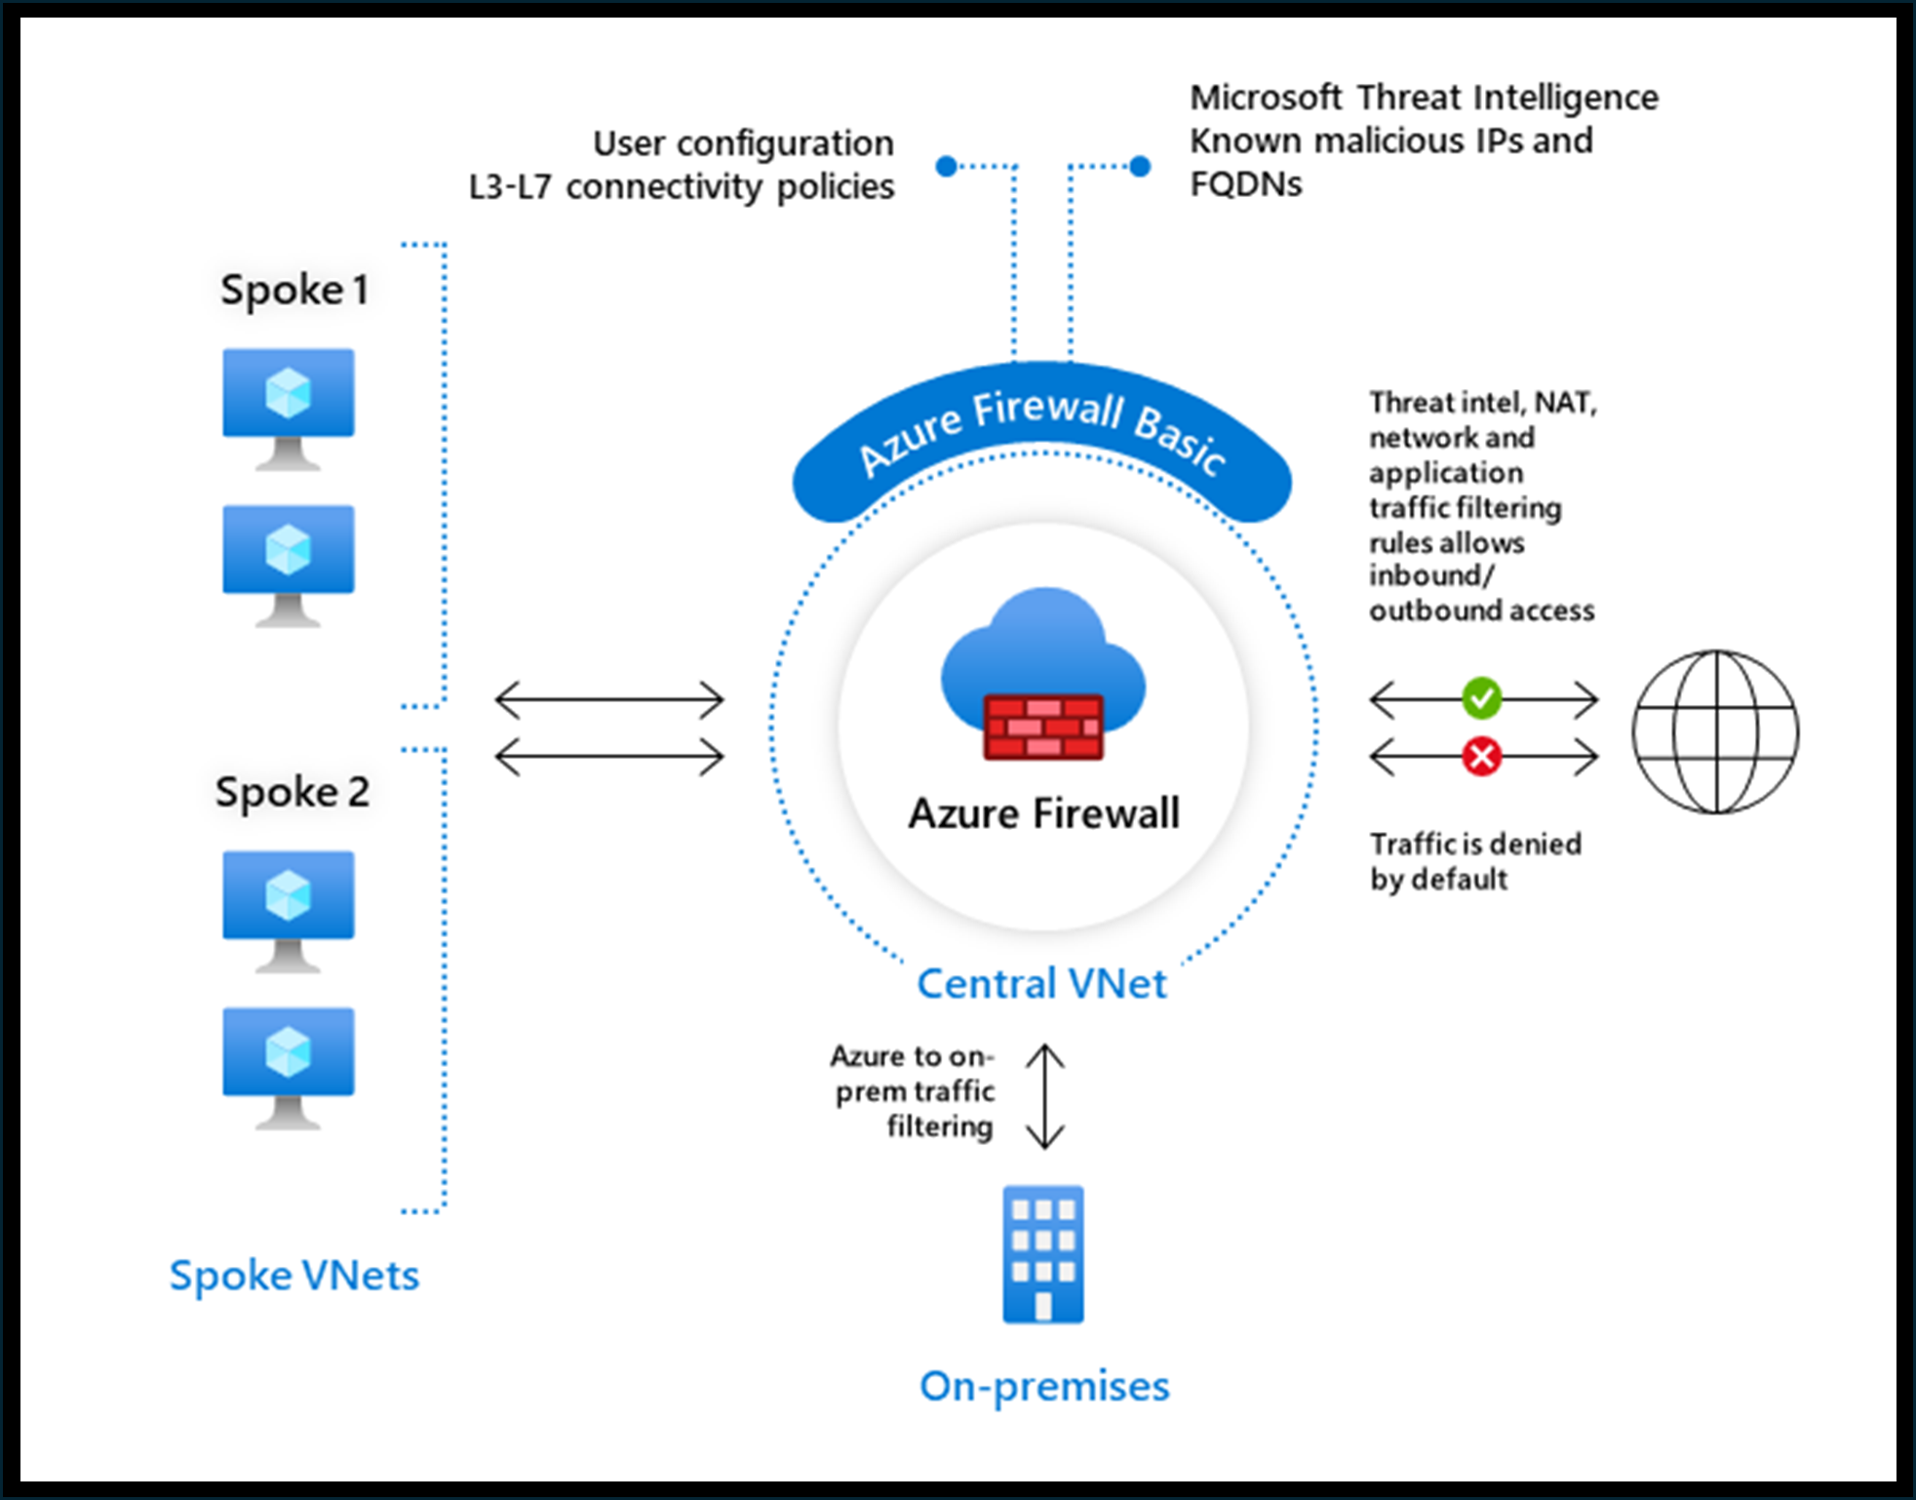 User configuration
L3-L7 connectivity policies
Microsoft Threat Intelligence
Known malicious IPs and
FQDNs
Spoke 1
Spoke 2
Spoke VNets
Azure Firewall Basic
Azure Firewall
Central VNet
Threat intel, NAT,
network and
application
traffic filtering
rules allows
inbound/
outbound access
Traffic is denied
by default
Azure to on-
prem traffic
filtering
On-premises